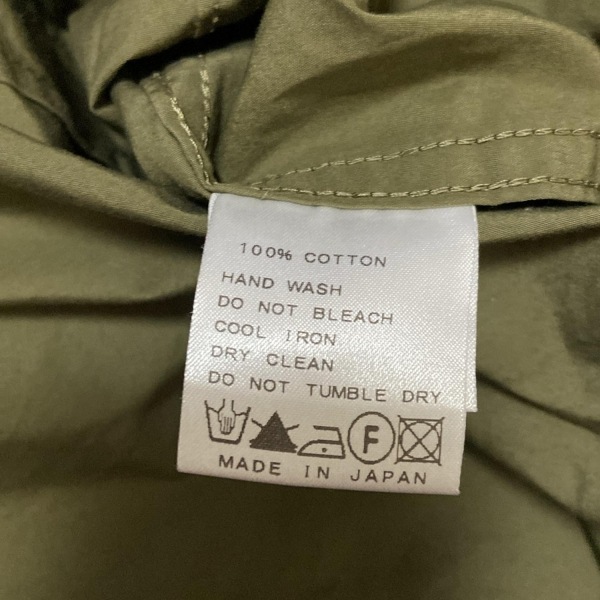 100% COTTON
HAND WASH
DO NOT BLEACH
COOL IRON
DRY CLEAN
DO NOT TUMBLE DRY
F
MADE IN JAPAN